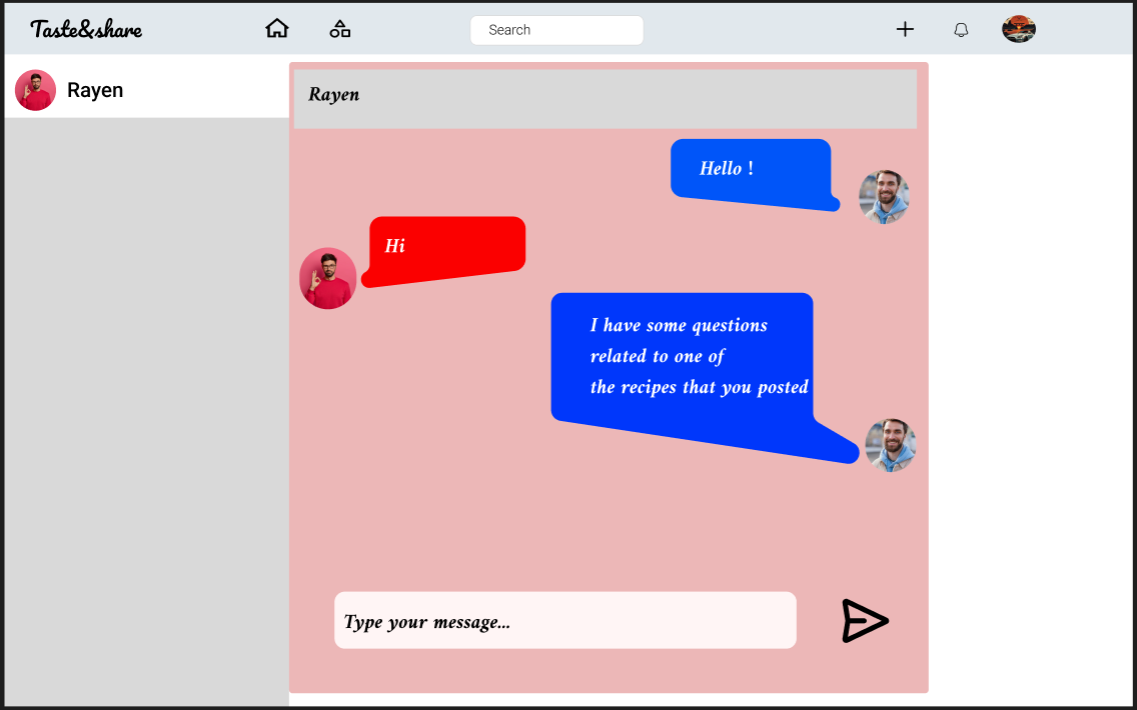 Taste&share
Search
Rayen
Rayen
Hello !
Hi
I have some questions
related to one of
the recipes that you posted
Type your message...